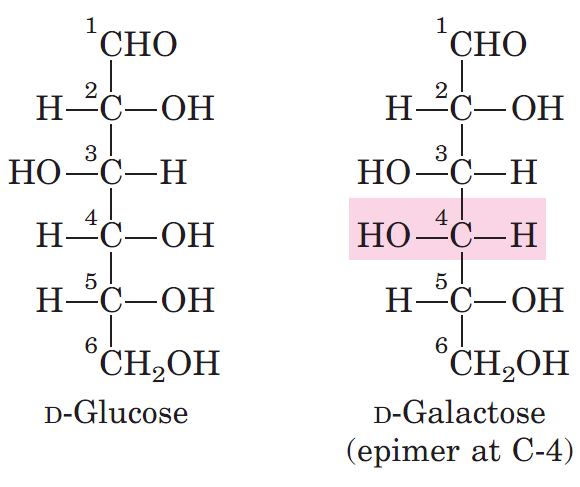 1CHO
H—2C—OH
HO—3C—H
H—4C—OH
H—5C—OH
6CH₂OH
D-Glucose
1CHO
H—2C—OH
HO—3C—H
HO—4C—H
H—5C—OH
6CH₂OH
D-Galactose
(epimer at C-4)